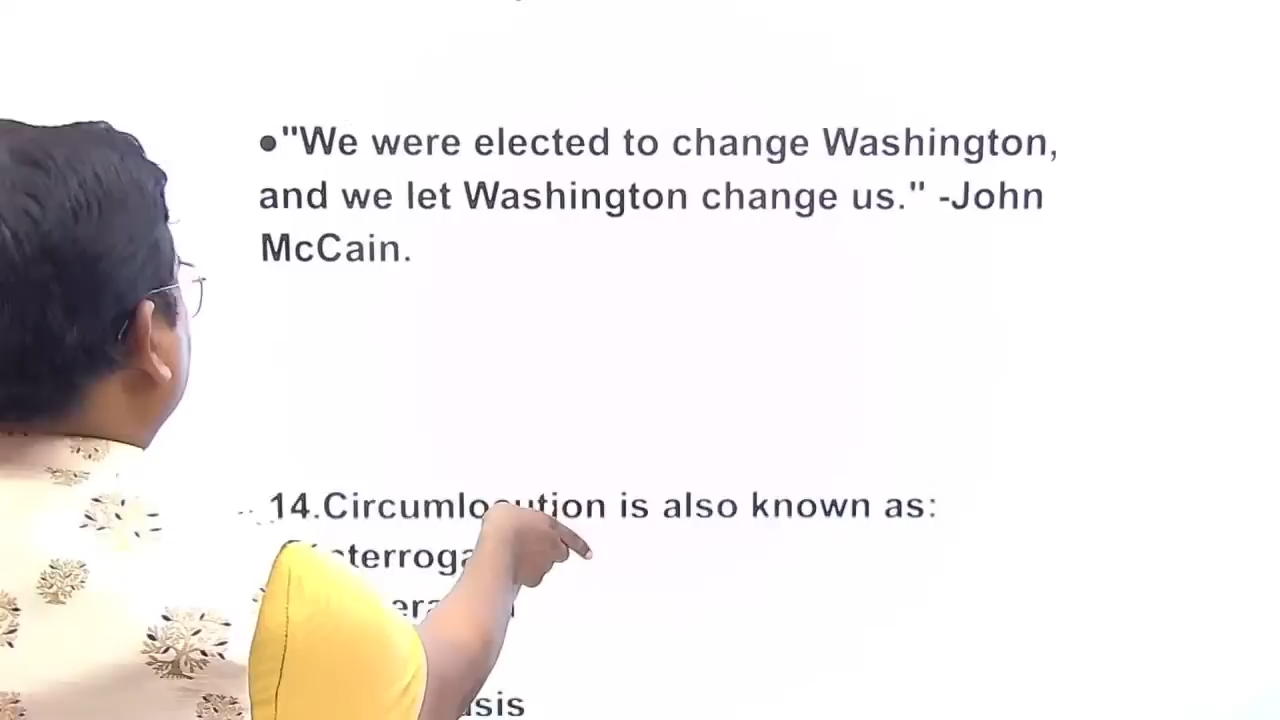 •"We were elected to change Washington,
and we let Washington change us." -John
McCain.
14.Circumlocution is also known as: